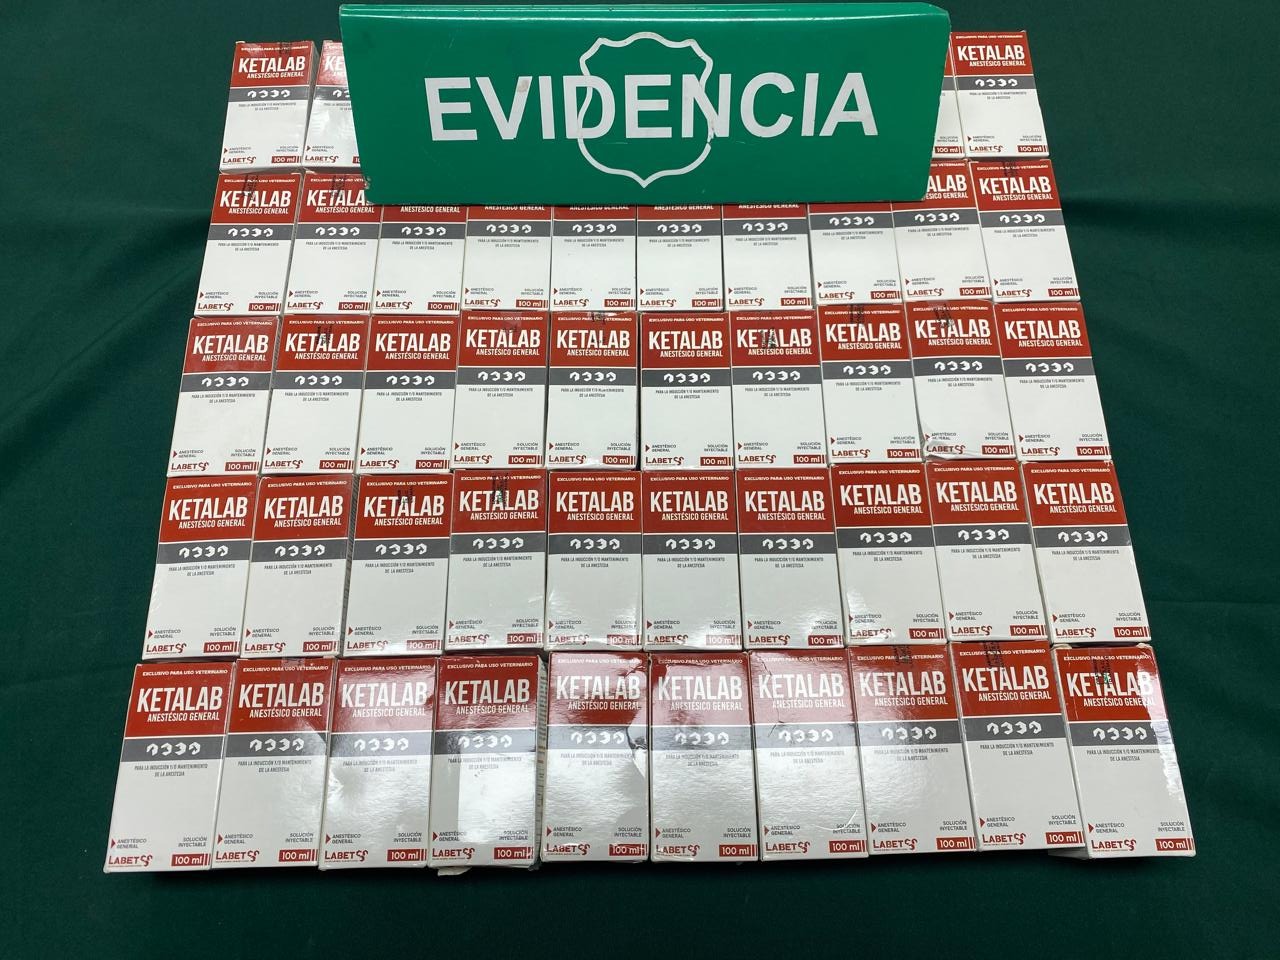 EVIDENCIA
EXCLUSIVO PARA USO VETERINARIO
KETALAB
ANESTÉSICO GENERAL
PARA LA INDUCCIÓN Y/O MANTENIMIENTO
DE LA ANESTESIA
ANESTÉSICO
GENERAL
SOLUCIÓN
INYECTABLE
LABET
100 ml